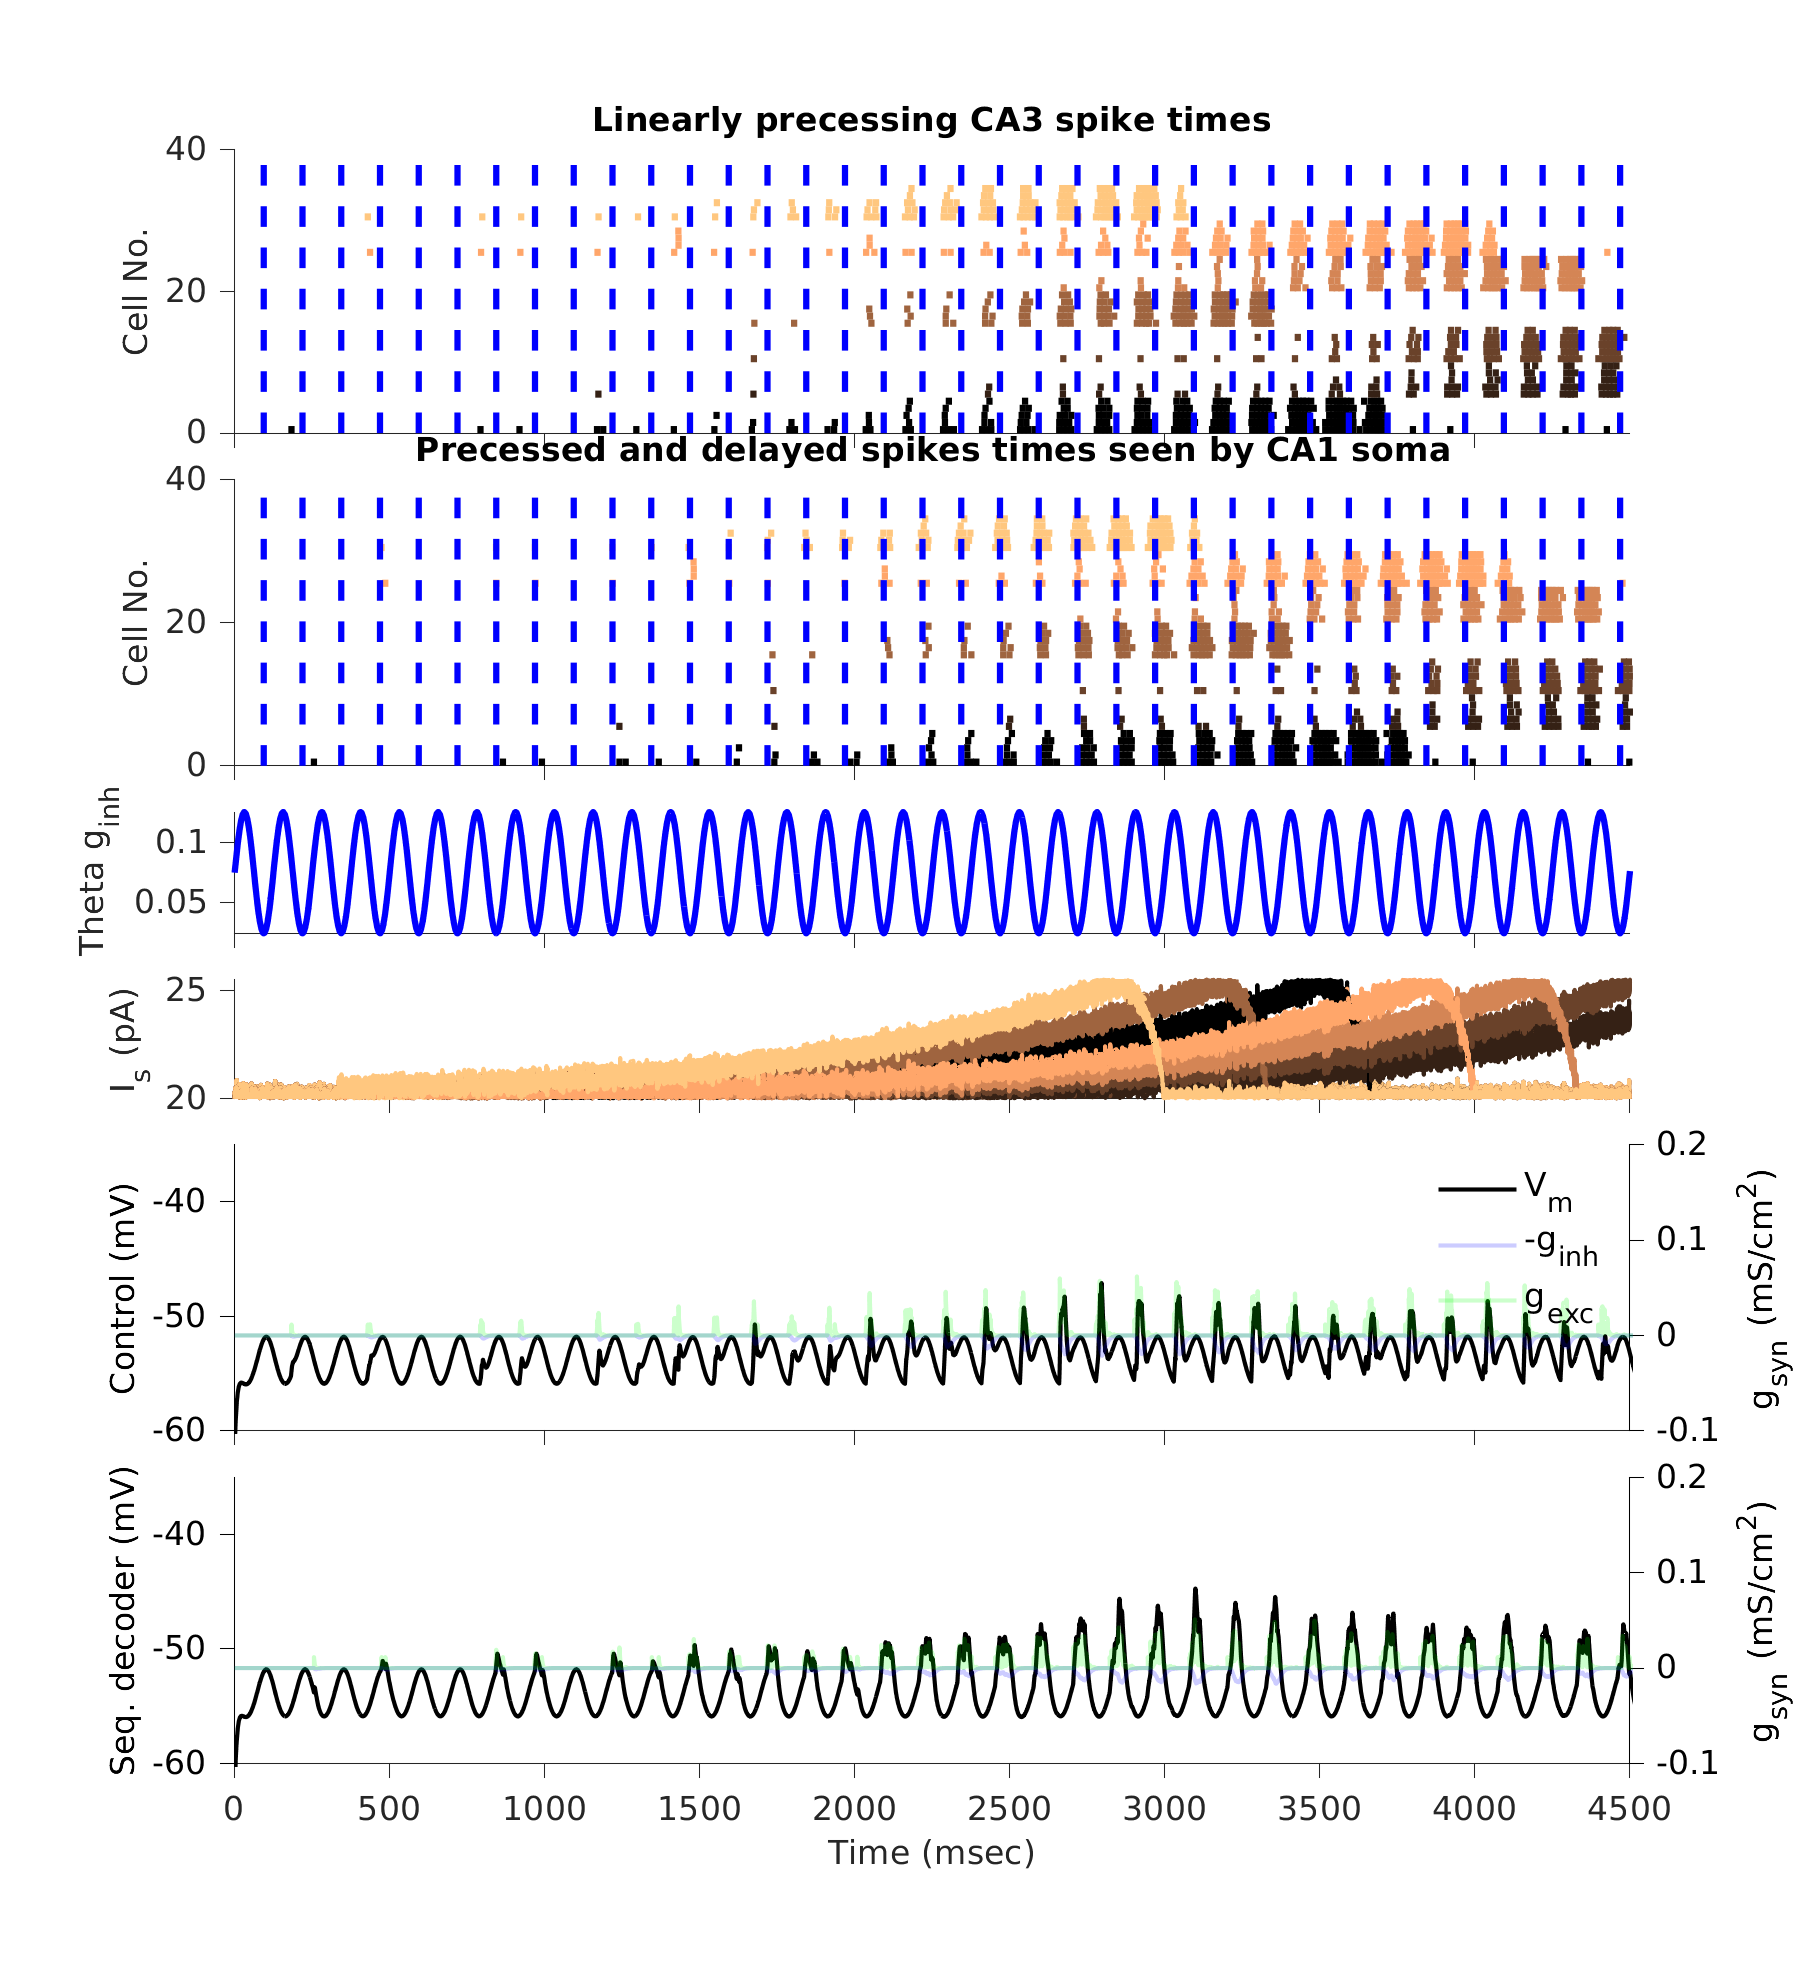 Linearly precessing CA3 spike times
40
20
0
Cell No.
Precessed and delayed spikes times seen by CA1 soma
40
20
0
Cell No.
0.1
0.05
Theta g_inh
25
20
I_s (pA)
-40
-50
-60
Control (mV)
V_m
-g_inh
g_exc
0.2
0.1
0
-0.1
g_syn (mS/cm^2)
-40
-50
-60
Seq. decoder (mV)
0.2
0.1
0
-0.1
g_syn (mS/cm^2)
0 500 1000 1500 2000 2500 3000 3500 4000 4500
Time (msec)